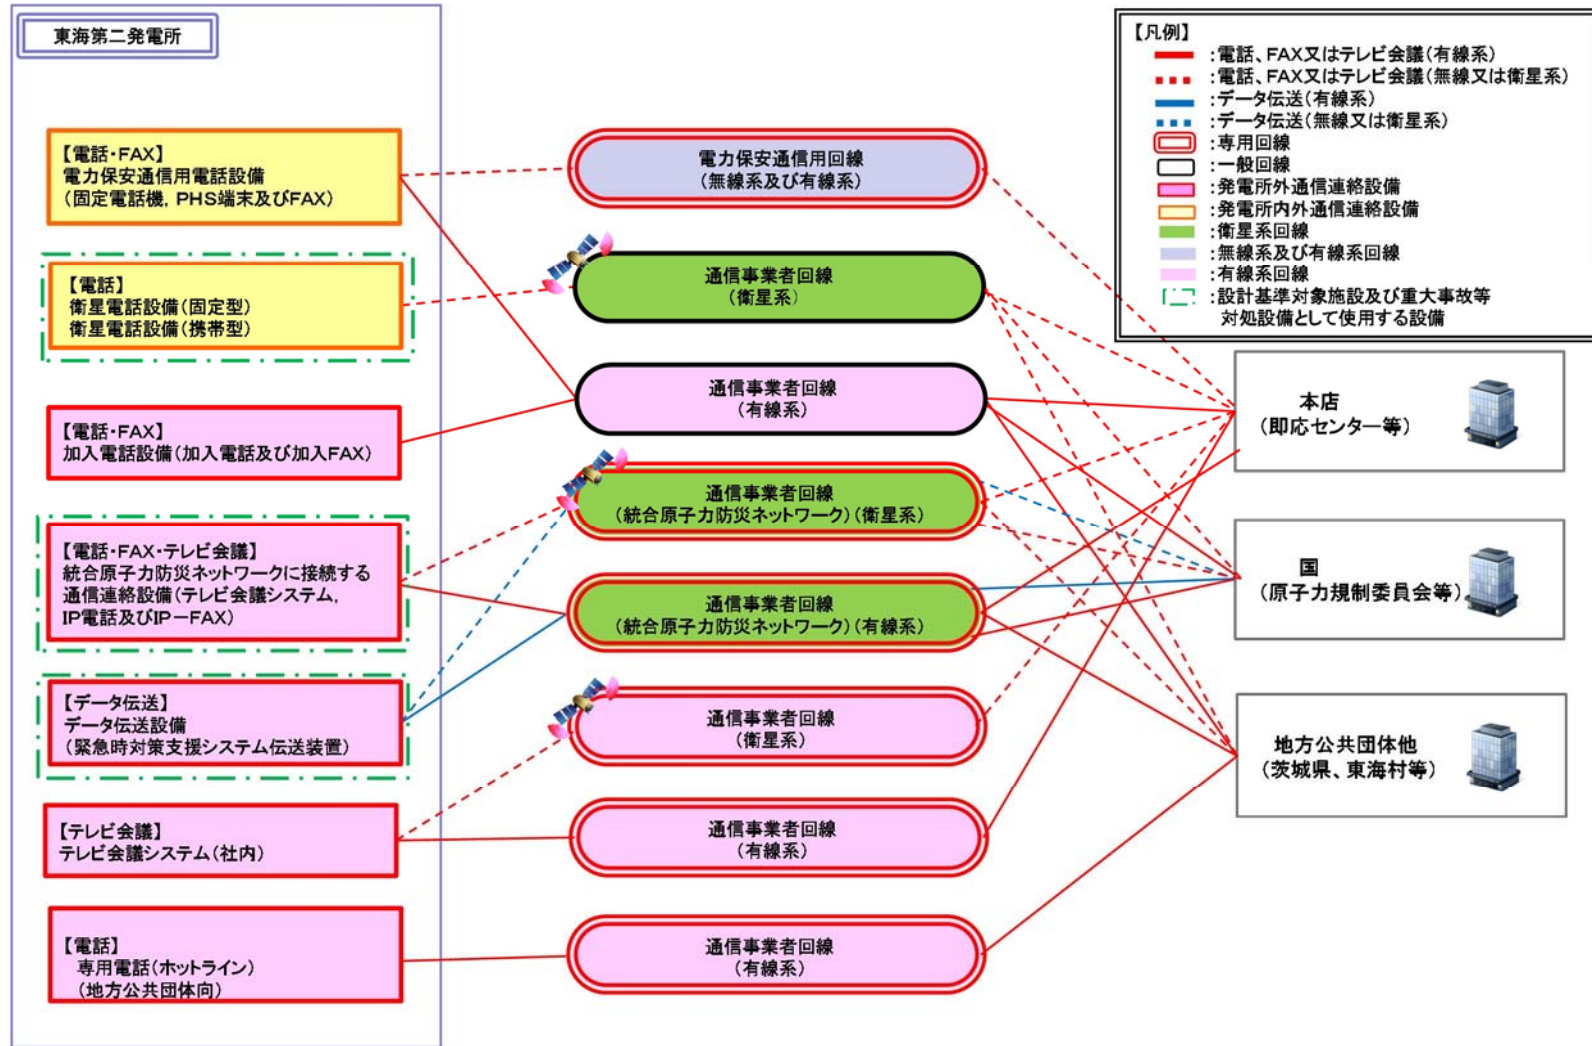 東海第二発電所
【電話・FAX】
電力保安通信用電話設備
(固定電話機，PHS端末及びFAX)
【電話】
衛星電話設備(固定型)
衛星電話設備(携帯型)
【電話・FAX】
加入電話設備(加入電話及び加入FAX)
【電話・FAX・テレビ会議】
統合原子力防災ネットワークに接続する
通信連絡設備(テレビ会議システム，
IP電話及びIP－FAX)
【データ伝送】
データ伝送設備
(緊急時対策支援システム伝送装置)
【テレビ会議】
テレビ会議システム(社内)
【電話】
専用電話(ホットライン)
(地方公共団体向)
電力保安通信用回線
(無線系及び有線系)
通信事業者回線
(衛星系)
通信事業者回線
(有線系)
通信事業者回線
(統合原子力防災ネットワーク)(衛星系)
通信事業者回線
(統合原子力防災ネットワーク)(有線系)
通信事業者回線
(衛星系)
通信事業者回線
(有線系)
通信事業者回線
(有線系)
【凡例】
:電話、FAX又はテレビ会議(有線系)
:電話、FAX又はテレビ会議(無線又は衛星系)
:データ伝送(有線系)
:データ伝送(無線又は衛星系)
:専用回線
:一般回線
:発電所外通信連絡設備
:発電所内外通信連絡設備
:衛星系回線
:無線系及び有線系回線
:有線系回線
:設計基準対象施設及び重大事故等
対処設備として使用する設備
本店
(即応センター等)
国
(原子力規制委員会等)
地方公共団体他
(茨城県、東海村等)